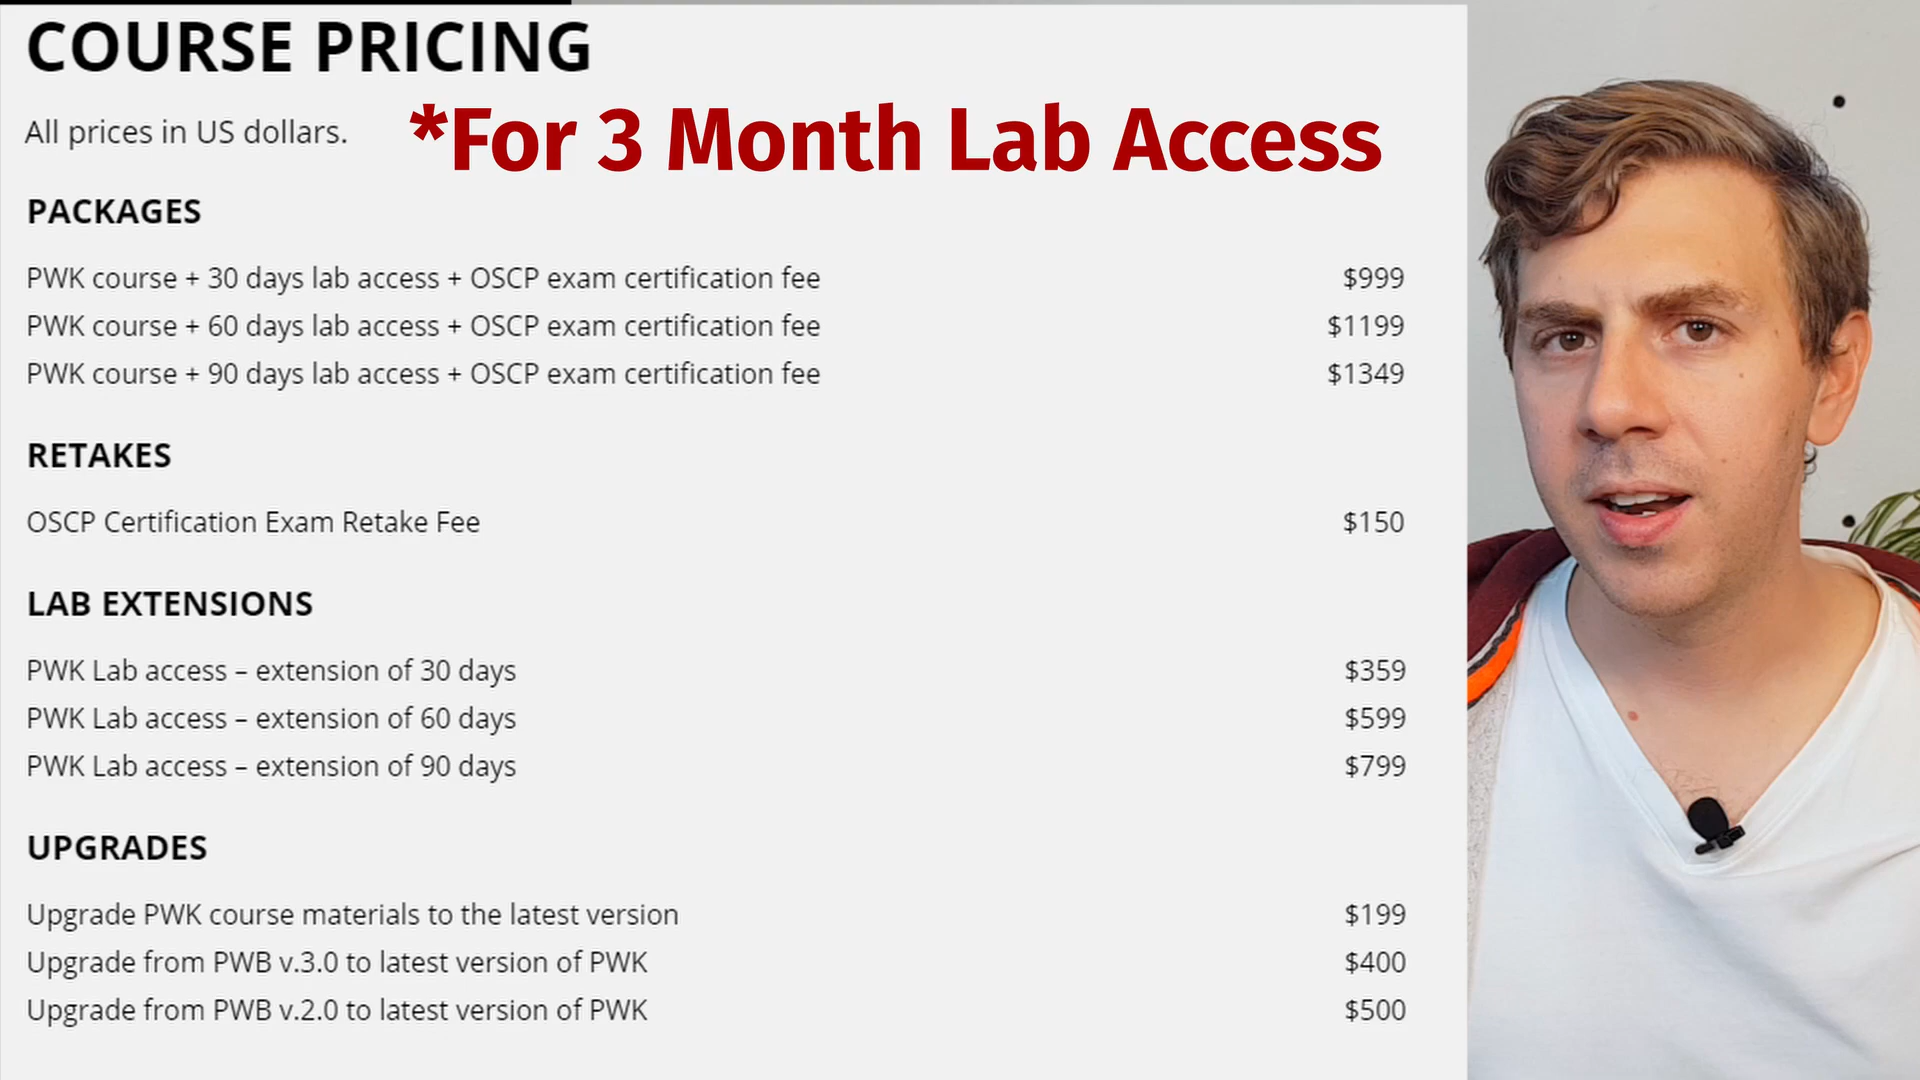 COURSE PRICING
All prices in US dollars.
*For 3 Month Lab Access
PACKAGES
PWK course + 30 days lab access + OSCP exam certification fee $999
PWK course + 60 days lab access + OSCP exam certification fee $1199
PWK course + 90 days lab access + OSCP exam certification fee $1349
RETAKES
OSCP Certification Exam Retake Fee $150
LAB EXTENSIONS
PWK Lab access – extension of 30 days $359
PWK Lab access – extension of 60 days $599
PWK Lab access – extension of 90 days $799
UPGRADES
Upgrade PWK course materials to the latest version $199
Upgrade from PWB v.3.0 to latest version of PWK $400
Upgrade from PWB v.2.0 to latest version of PWK $500